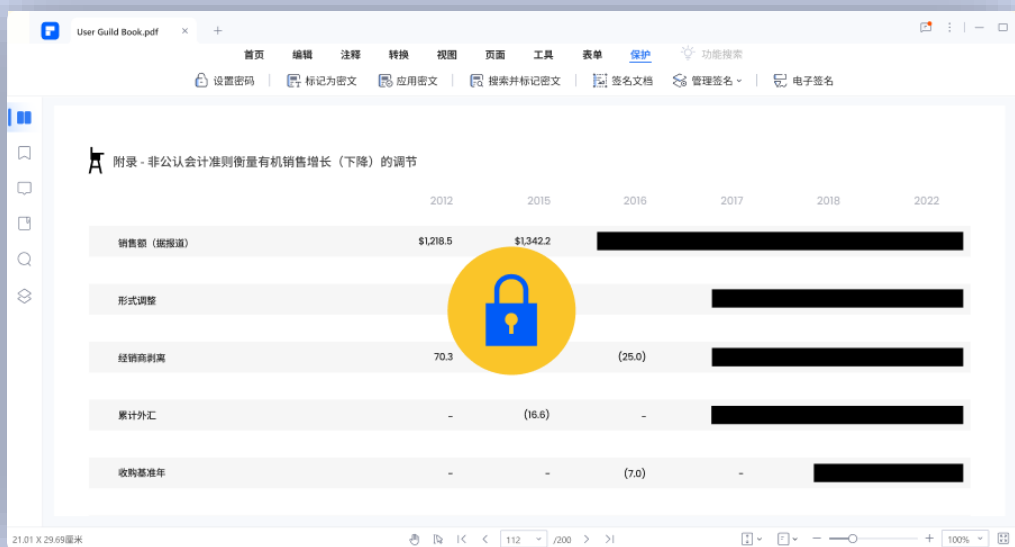 User Guild Book.pdf
首页 编辑 注释 转换 视图 页面 工具 表单 保护 功能搜索
设置密码 标记为密文 应用密文 搜索并标记密文 签名文档 管理签名 电子签名
附录 - 非公认会计准则衡量有机销售增长（下降）的调节
2012 2015 2016 2017 2018 2022
销售额（据报道） $1,218.5 $1,342.2
形式调整
经销商剥离 70.3 (25.0)
累计外汇 – (16.6) –
收购基准年 – – (7.0) –
21.01 X 29.69厘米 112 /200 100%